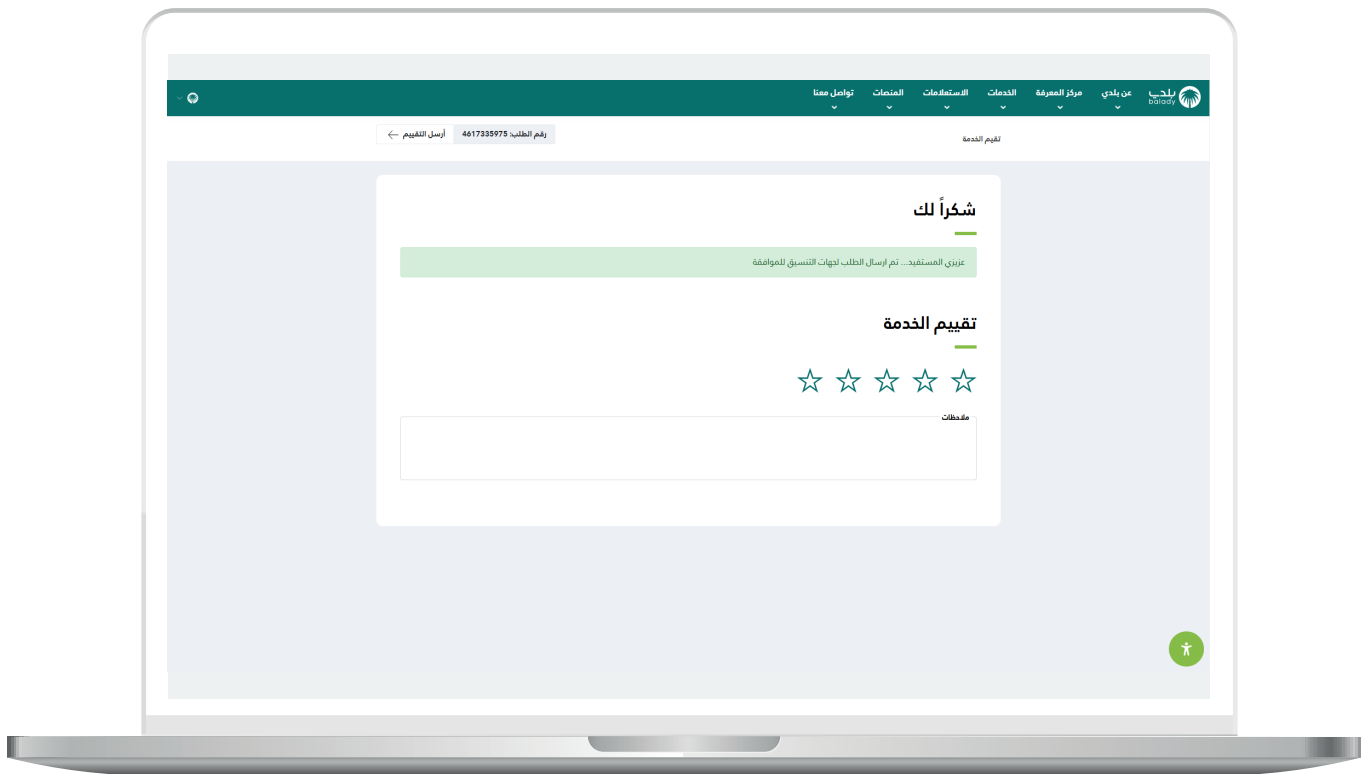 بلدي
balady
عن بلدي
مركز المعرفة
الخدمات
الاستعلامات
المنصات
تواصل معنا
تقيم الخدمة
رقم الطلب: 4617335975
أرسل التقييم
شكراً لك
عزيزي المستفيد... تم ارسال الطلب لجهات التنسيق للموافقة
تقييم الخدمة
ملاحظات